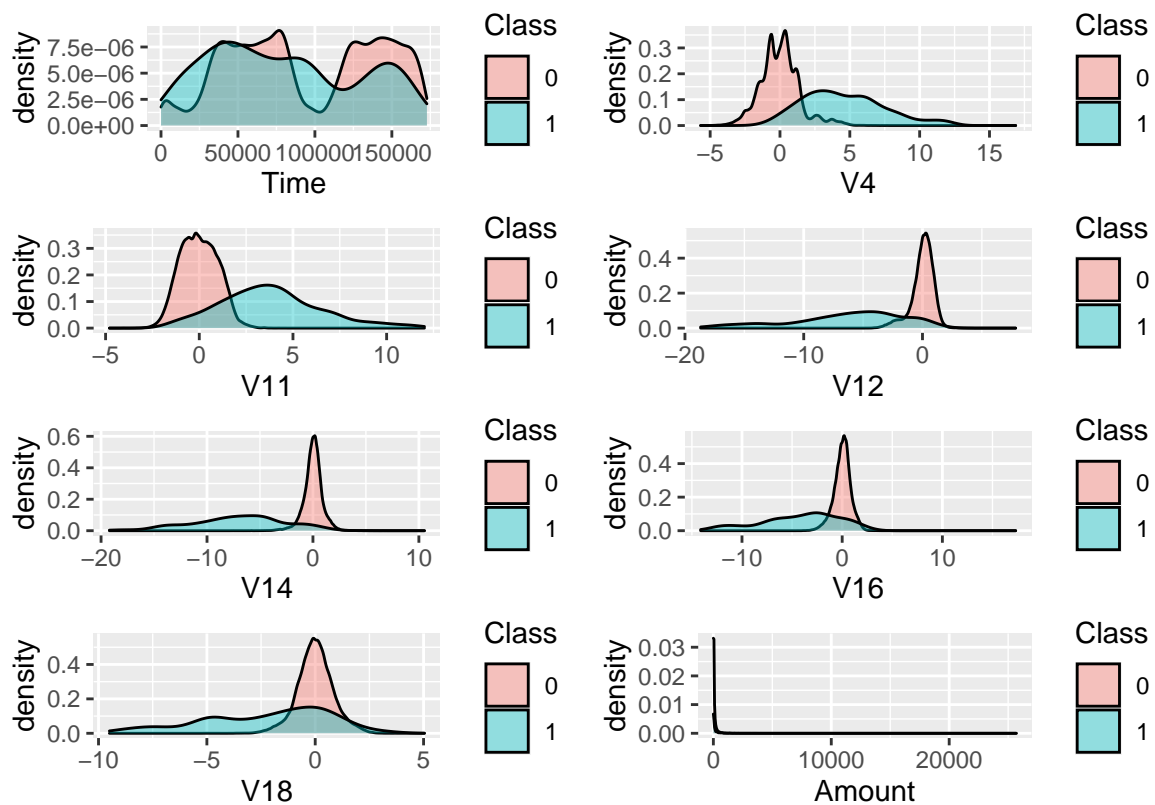 density
7.5e−06
5.0e−06
2.5e−06
0.0e+00
0 50000 100000 150000
Time
Class
0
1
density
0.3
0.2
0.1
0.0
−5 0 5 10 15
V4
Class
0
1
density
0.3
0.2
0.1
0.0
−5 0 5 10
V11
Class
0
1
density
0.4
0.2
0.0
−20 −10 0
V12
Class
0
1
density
0.6
0.4
0.2
0.0
−20 −10 0 10
V14
Class
0
1
density
0.4
0.2
0.0
−10 0 10
V16
Class
0
1
density
0.4
0.2
0.0
−10 −5 0 5
V18
Class
0
1
density
0.03
0.02
0.01
0.00
0 10000 20000
Amount
Class
0
1